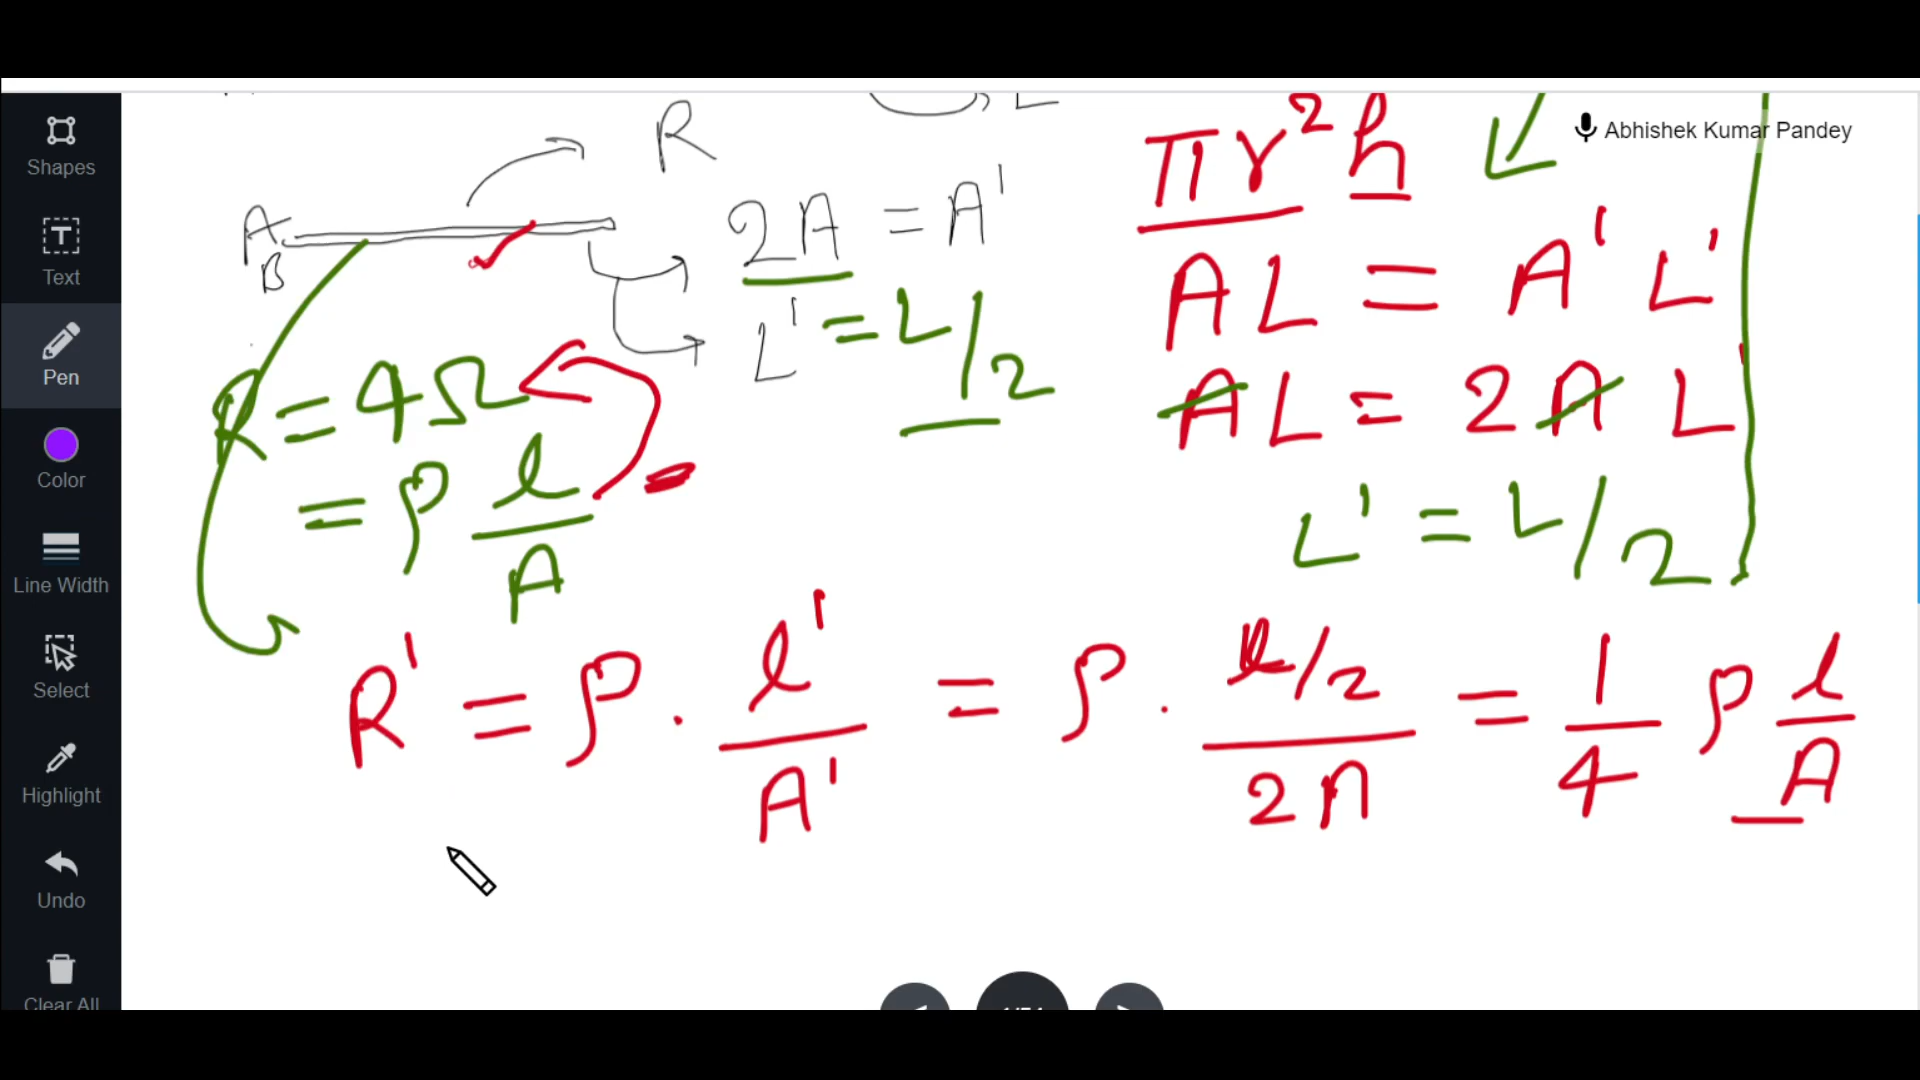 Abhishek Kumar Pandey
Shapes
Text
Pen
Color
Line Width
Select
Highlight
Undo
Clear All
R
A
B
2A = A'
L' = L/2
R = 4Ω
= ρ l/A
πr²h
AL = A'L'
AL = 2A L
L' = L/2
R' = ρ . l'/A' = ρ . l/2 / 2A = 1/4 ρ l/A